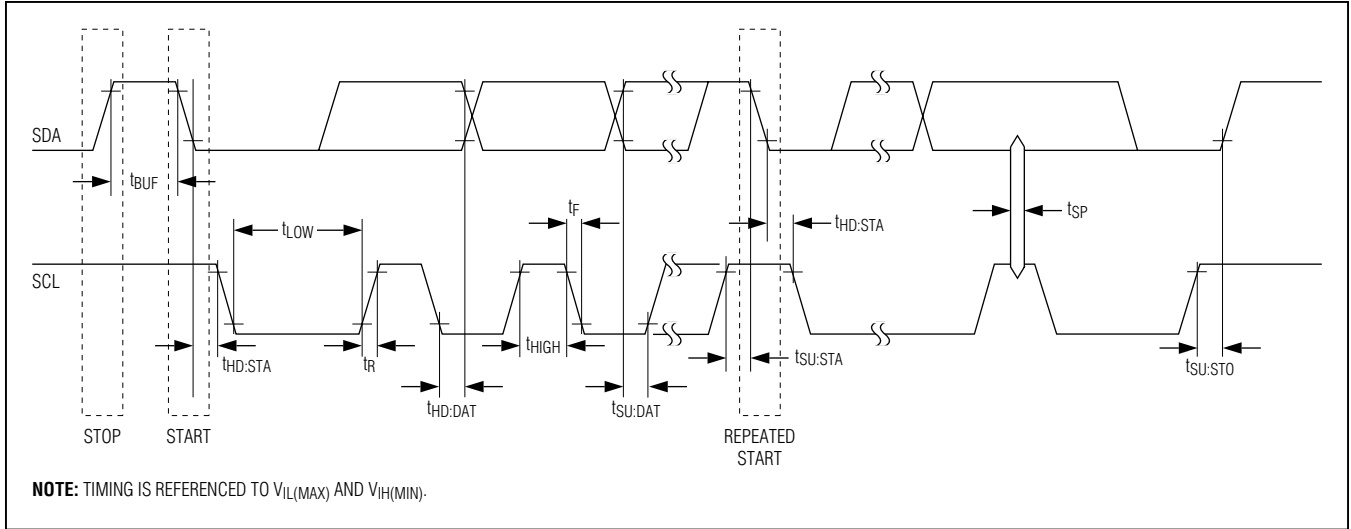 SDA
tBUF
tF
tSP
tLOW
tHD:STA
SCL
tHD:STA
tR
tHIGH
tSU:STA
tSU:STO
tHD:DAT
tSU:DAT
STOP
START
REPEATED
START
NOTE: TIMING IS REFERENCED TO VIL(MAX) AND VIH(MIN).